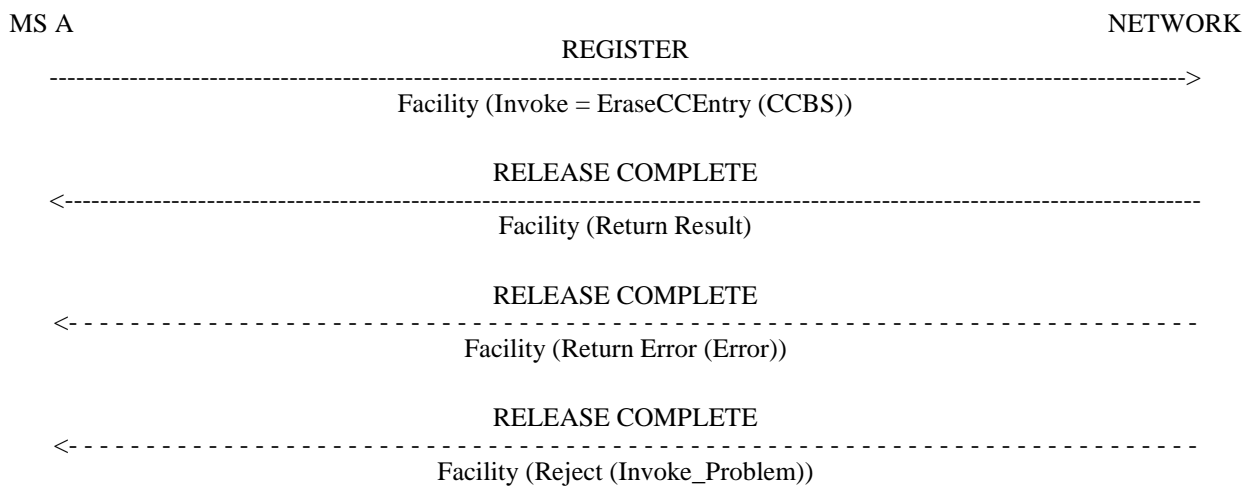 MS A NETWORK
REGISTER
Facility (Invoke = EraseCCEntry (CCBS))
RELEASE COMPLETE
Facility (Return Result)
RELEASE COMPLETE
Facility (Return Error (Error))
RELEASE COMPLETE
Facility (Reject (Invoke_Problem))